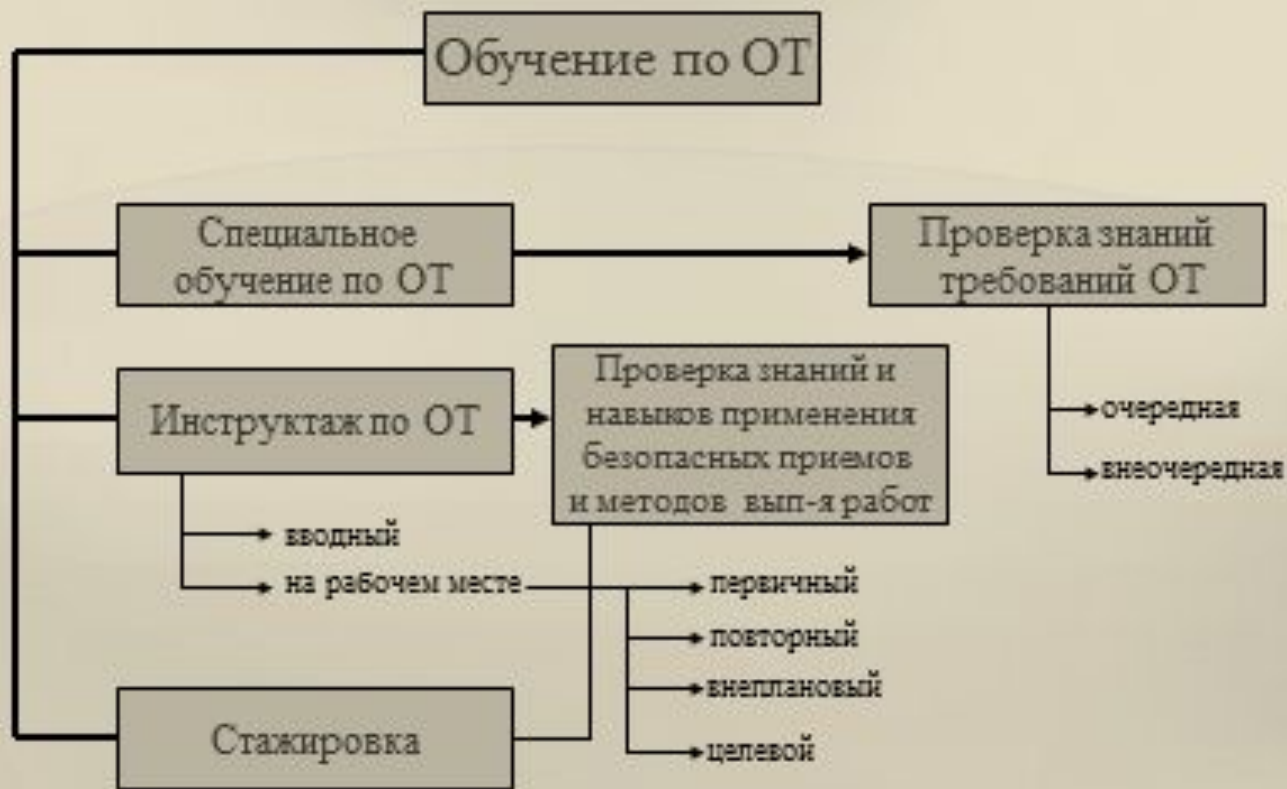 Обучение по ОТ
Специальное
обучение по ОТ
Проверка знаний
требований ОТ
очередная
внеочередная
Инструктаж по ОТ
Проверка знаний и
навыков применения
безопасных приемов
и методов вып-я работ
вводный
на рабочем месте
первичный
повторный
внеплановый
целевой
Стажировка